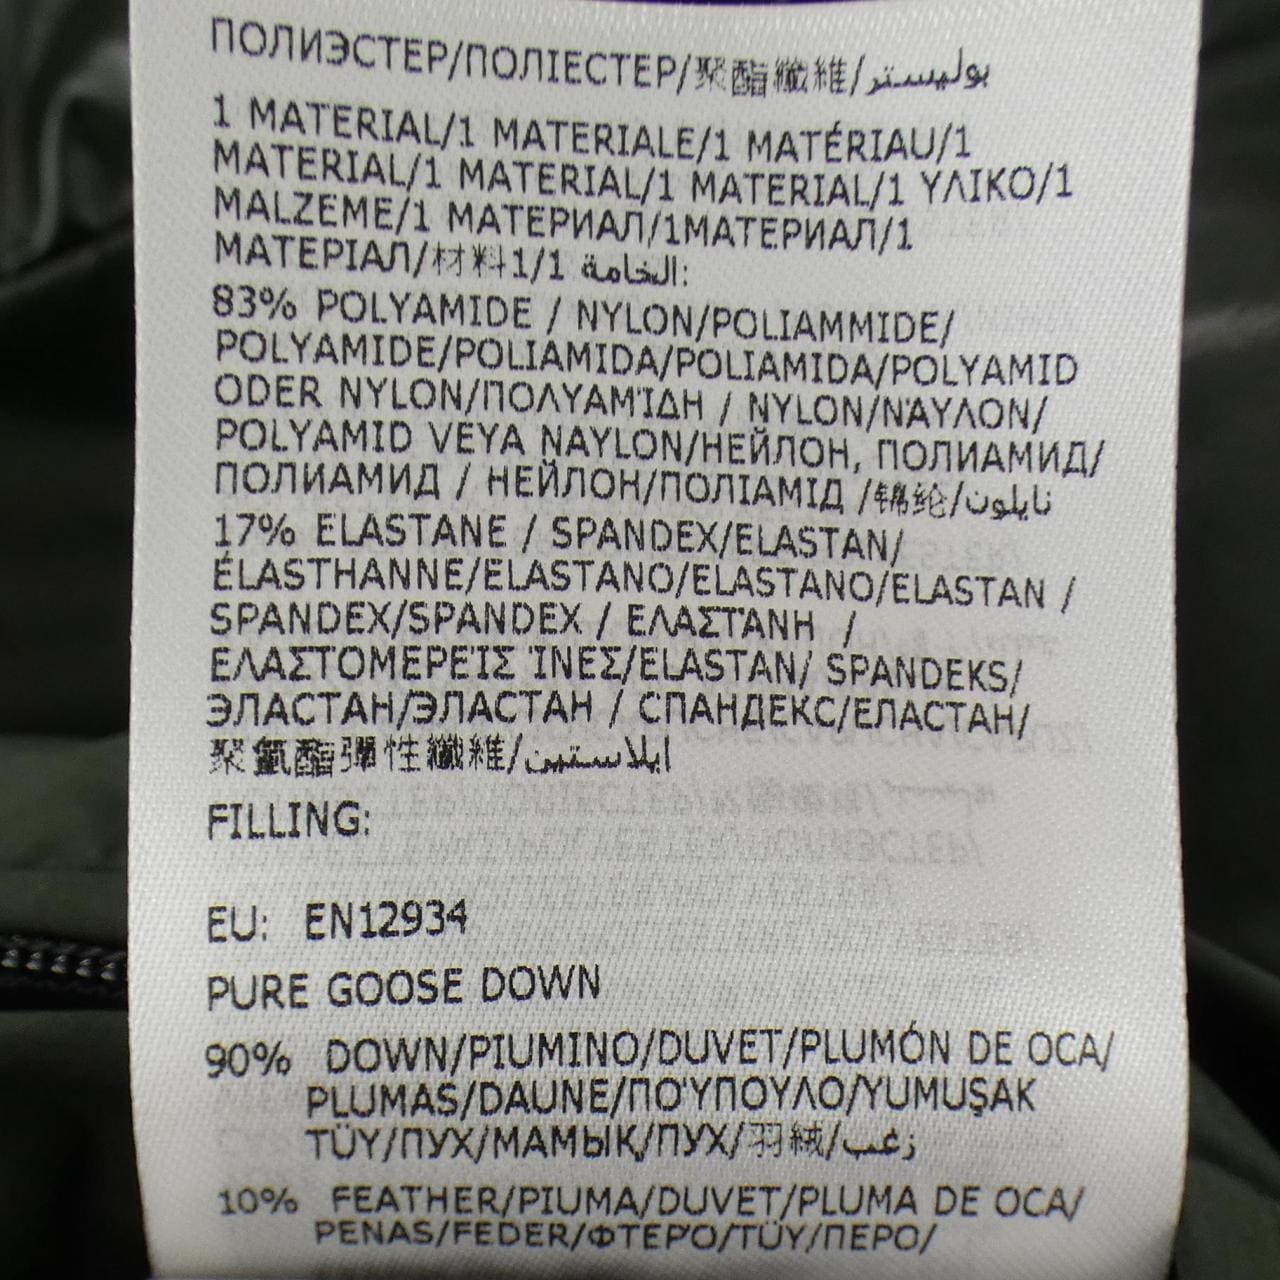 ПОЛИЭСТЕР/ПОЛІЕСТЕР/聚酯纖維/بوليستر
1 MATERIAL/1 MATERIALE/1 MATÉRIAU/1
MATERIAL/1 MATERIAL/1 MATERIAL/1 ΥΛΙΚΟ/1
MALZEME/1 МАТЕРИАЛ/1МАТЕРИАЛ/1
МАТЕРІАЛ/材料1/1 الخامة:
83% POLYAMIDE / NYLON/POLIAMMIDE/
POLYAMIDE/POLIAMIDA/POLIAMIDA/POLYAMID
ODER NYLON/ΠΟΛΥΑΜΊΔΗ / NYLON/ΝΆΥΛΟΝ/
POLYAMID VEYA NAYLON/НЕЙЛОН, ПОЛИАМИД/
ПОЛИАМИД / НЕЙЛОН/ПОЛІАМІД /锦纶/نايلون
17% ELASTANE / SPANDEX/ELASTAN/
ÉLASTHANNE/ELASTANO/ELASTANO/ELASTAN /
SPANDEX/SPANDEX / ΕΛΑΣΤΆΝΗ /
ΕΛΑΣΤΟΜΕΡΕΊΣ ΊΝΕΣ/ELASTAN/ SPANDEKS/
ЭЛАСТАН/ЭЛАСТАН / СПАНДЕКС/ЕЛАСТАН/
聚氨酯彈性纖維/ايلاستين
FILLING:
EU: EN12934
PURE GOOSE DOWN
90% DOWN/PIUMINO/DUVET/PLUMÓN DE OCA/
PLUMAS/DAUNE/ΠΟΎΠΟΥΛΟ/YUMUŞAK
TÜY/ПУХ/МАМЫҚ/ПУХ/羽絨/زغب
10% FEATHER/PIUMA/DUVET/PLUMA DE OCA/
PENAS/FEDER/ΦΤΕΡΌ/TÜY/ПЕРО/